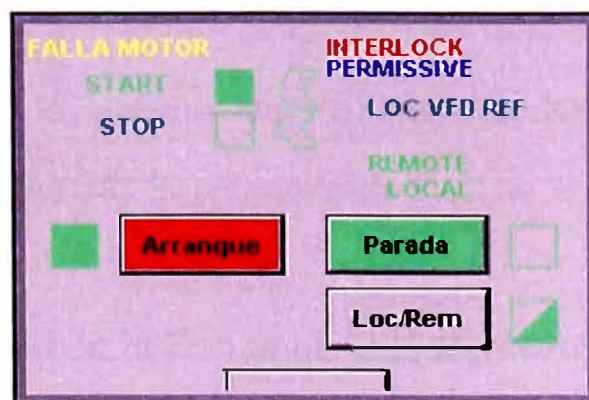 FALLA MOTOR
INTERLOCK
PERMISSIVE
START
LOC VFD REF
STOP
REMOTE
LOCAL
Arranque
Parada
Loc/Rem